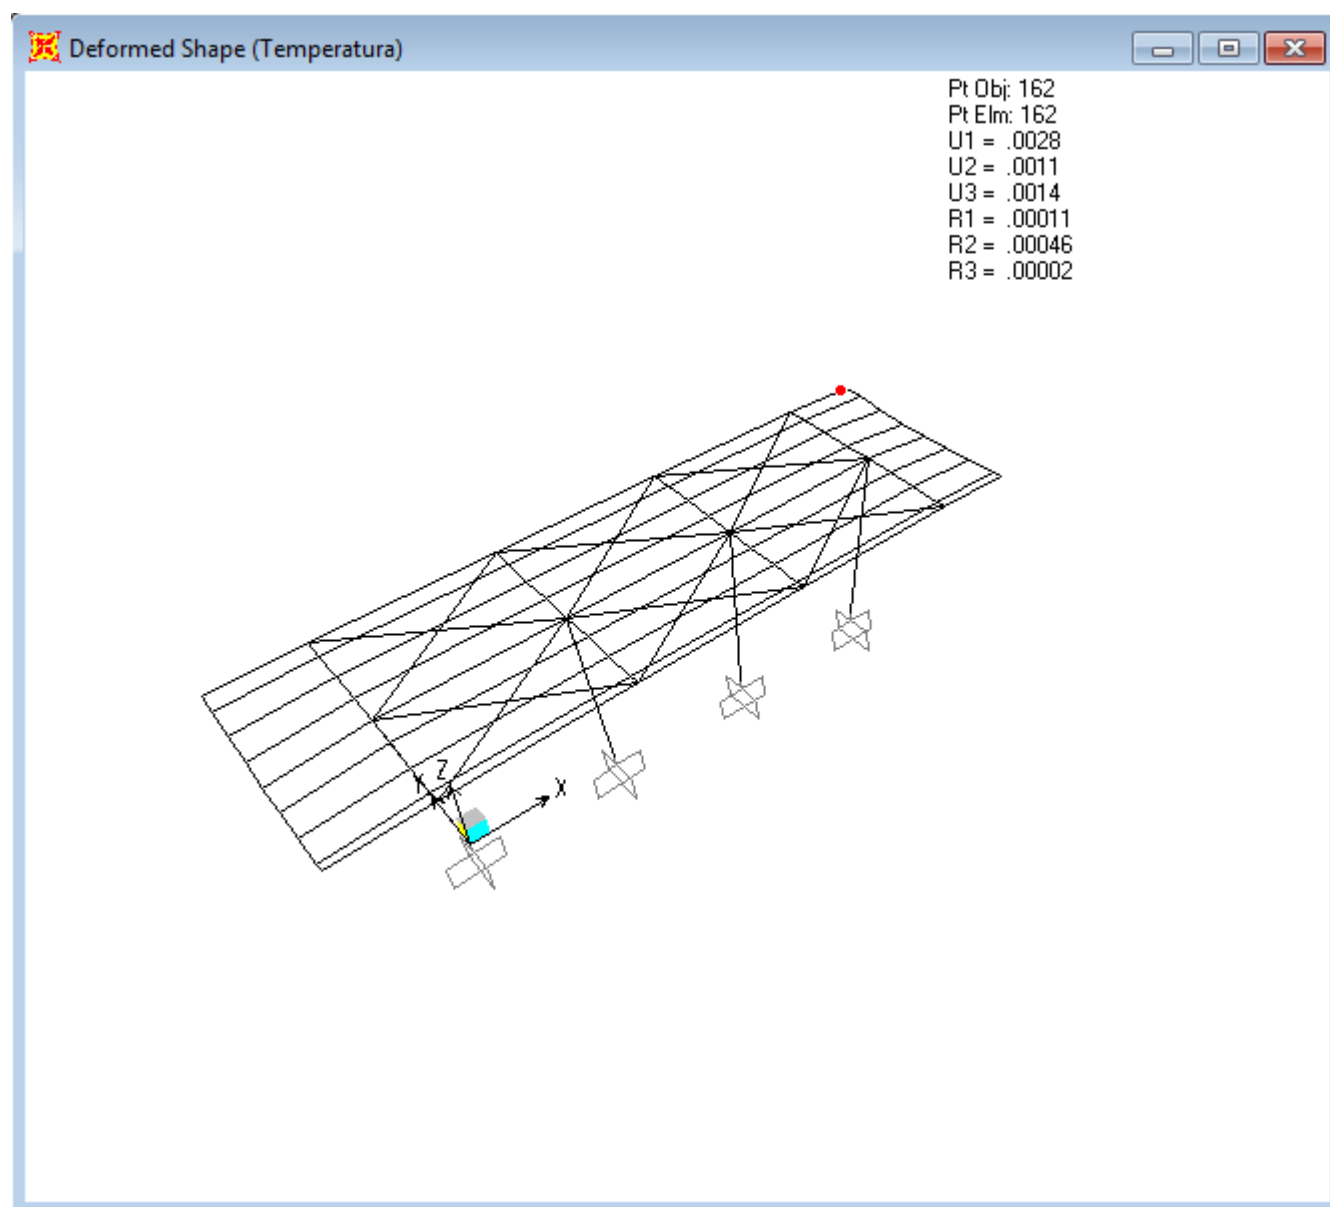 Deformed Shape (Temperatura)
Pt Obj: 162
Pt Elm: 162
U1 = .0028
U2 = .0011
U3 = .0014
R1 = .00011
R2 = .00046
R3 = .00002
Z
X